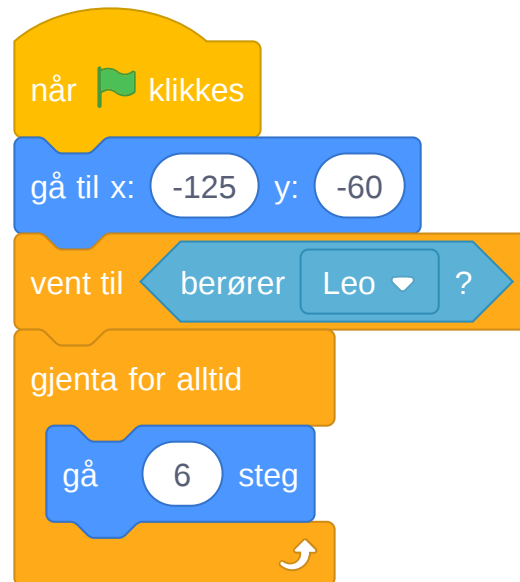 når klikkes
gå til x: -125 y: -60
vent til berører Leo ?
gjenta for alltid
gå 6 steg